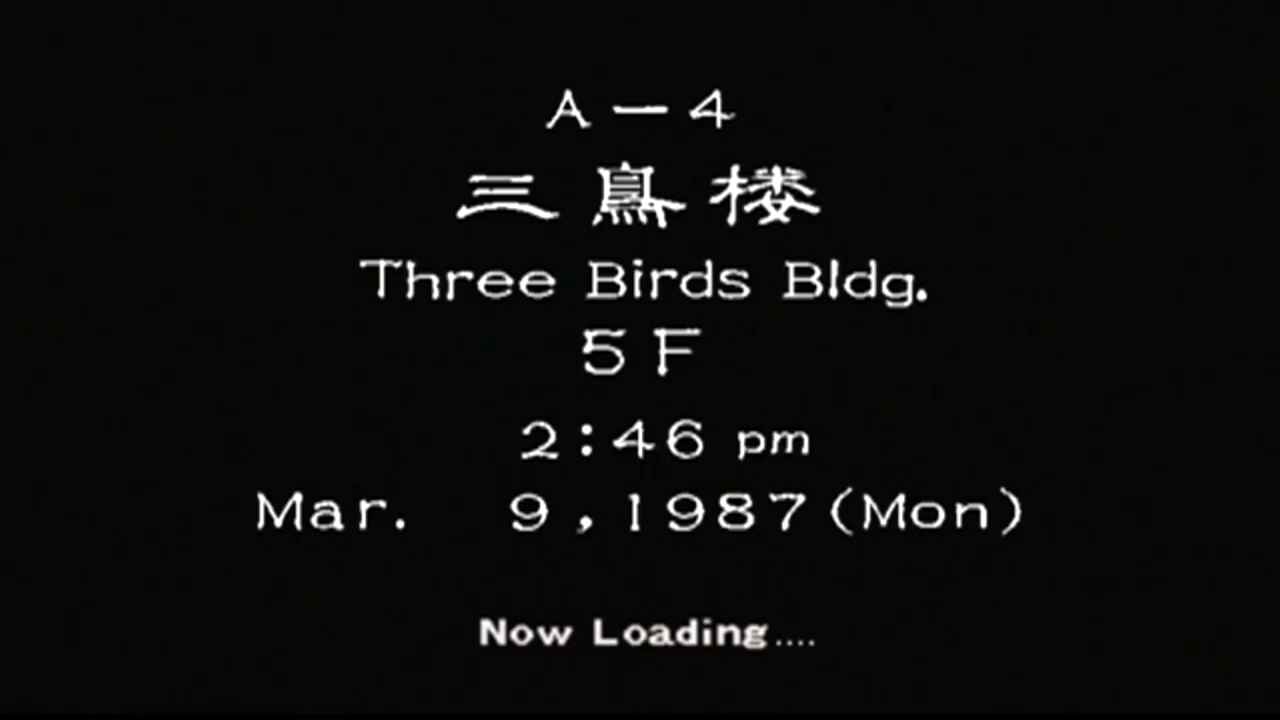 A－4
三鳥楼
Three Birds Bldg.
5F
2:46 pm
Mar. 9,1987(Mon)
Now Loading....